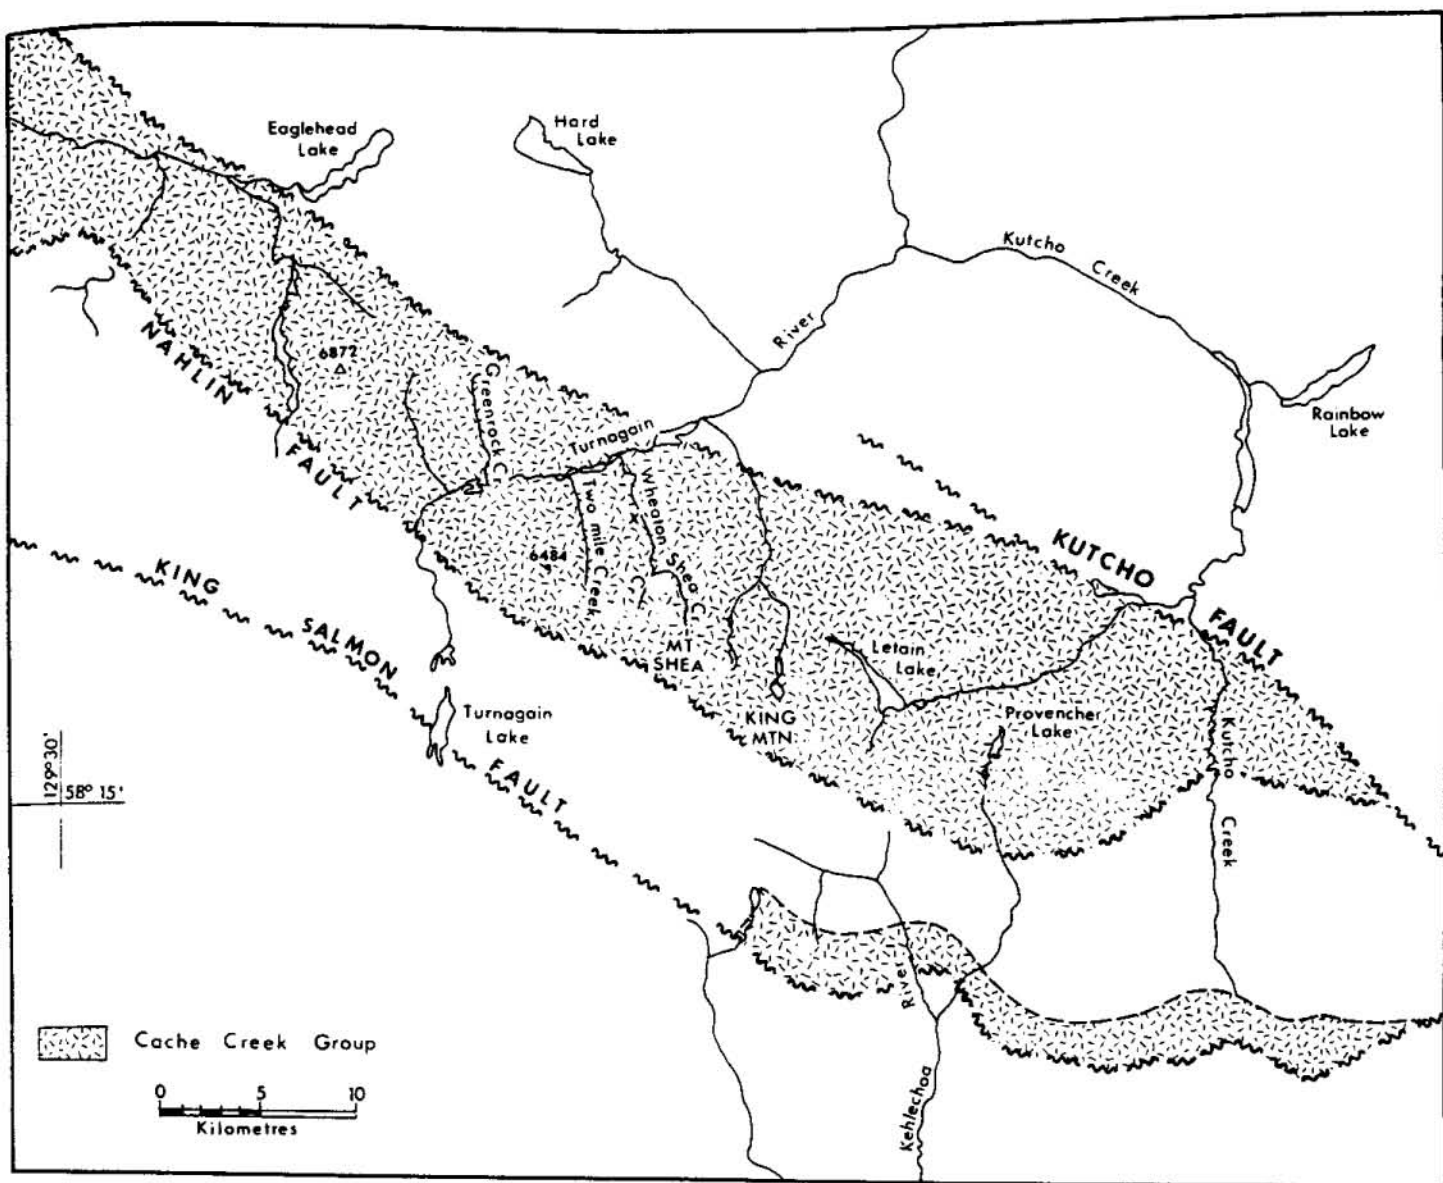 Eaglehead
Lake
Hard
Lake
Kutcho
Creek
River
Rainbow
Lake
NAHLIN
FAULT
6872
Greenrock Cr.
Turnagain
Two mile Creek
Wheaton
Shea C.
Cr.
6484
KUTCHO
FAULT
KING
SALMON
FAULT
MT
SHEA
KING
MTN.
Letain
Lake
Provencher
Lake
Kutcho
Creek
Turnagain
Lake
129°30'
58° 15'
River
Kehlechoa
Cache Creek Group
0 5 10
Kilometres